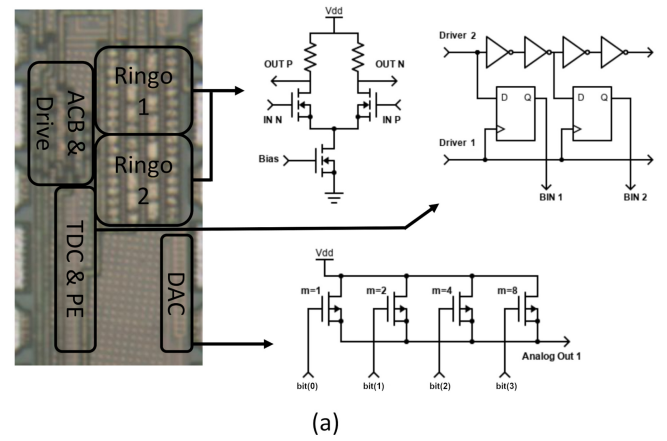 Ringo
1
ACB &
Drive
Ringo
2
TDC & PE
DAC
Vdd
OUT P
OUT N
IN N
IN P
Bias
Driver 2
D Q
D Q
Driver 1
BIN 1
BIN 2
Vdd
m=1
m=2
m=4
m=8
Analog Out 1
bit(0)
bit(1)
bit(2)
bit(3)
(a)